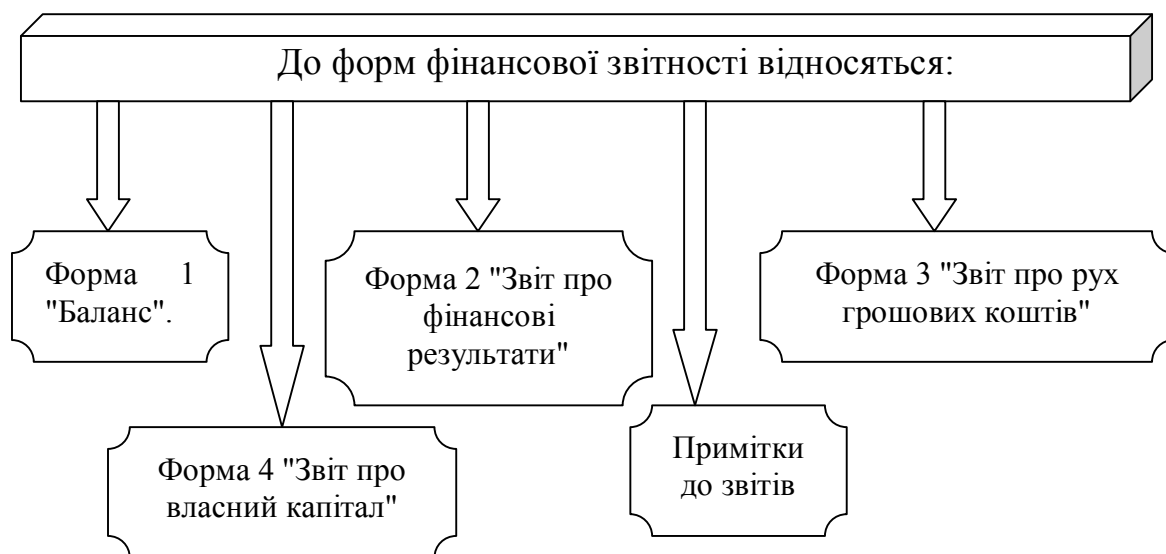 До форм фінансової звітності відносяться:
Форма 1
"Баланс".
Форма 2 "Звіт про
фінансові
результати"
Форма 3 "Звіт про рух
грошових коштів"
Форма 4 "Звіт про
власний капітал"
Примітки
до звітів